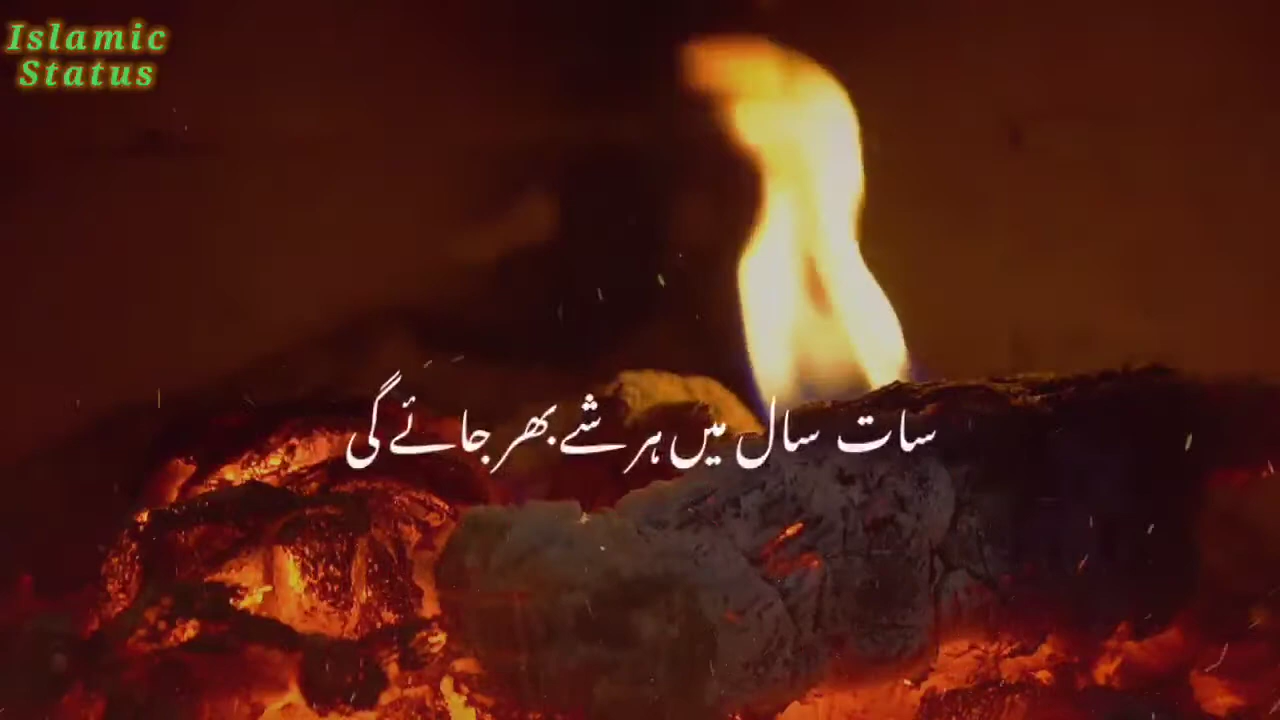 Islamic
Status
سات سال میں ہر شے بھر جائے گی